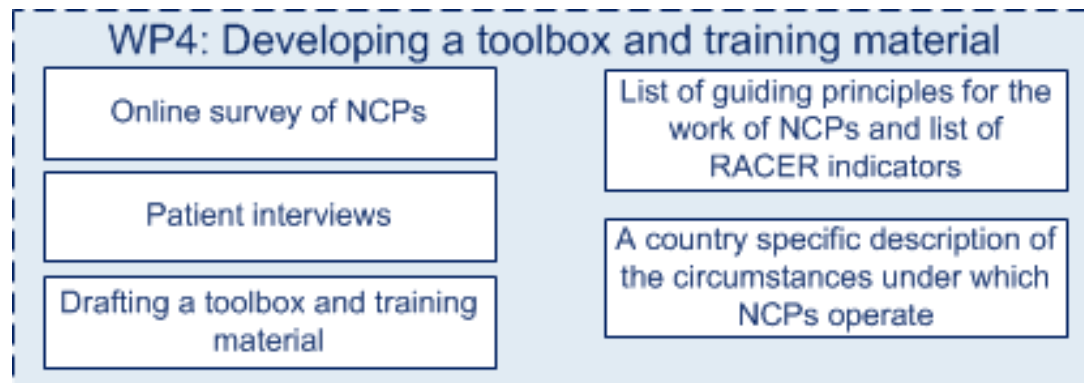 WP4: Developing a toolbox and training material
Online survey of NCPs
Patient interviews
Drafting a toolbox and training
material
List of guiding principles for the
work of NCPs and list of
RACER indicators
A country specific description of
the circumstances under which
NCPs operate